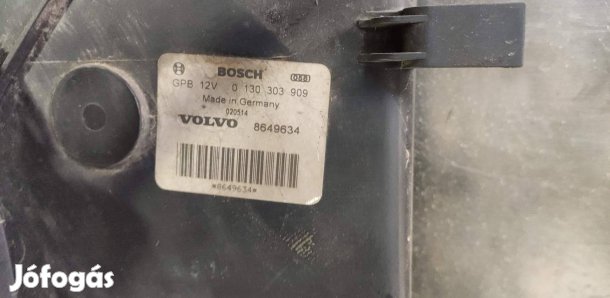 BOSCH
GPB 12V 0 130 303 909
Made in Germany
020514
VOLVO 8649634
*8649634*
Jófogás